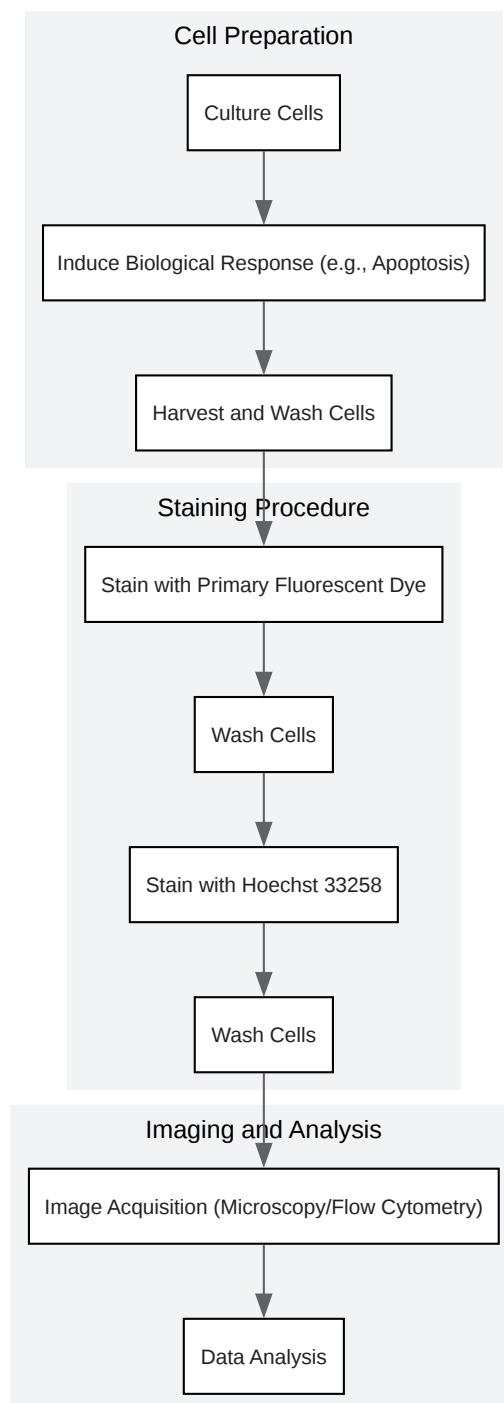 Cell Preparation
Culture Cells
Induce Biological Response (e.g., Apoptosis)
Harvest and Wash Cells
Staining Procedure
Stain with Primary Fluorescent Dye
Wash Cells
Stain with Hoechst 33258
Wash Cells
Imaging and Analysis
Image Acquisition (Microscopy/Flow Cytometry)
Data Analysis